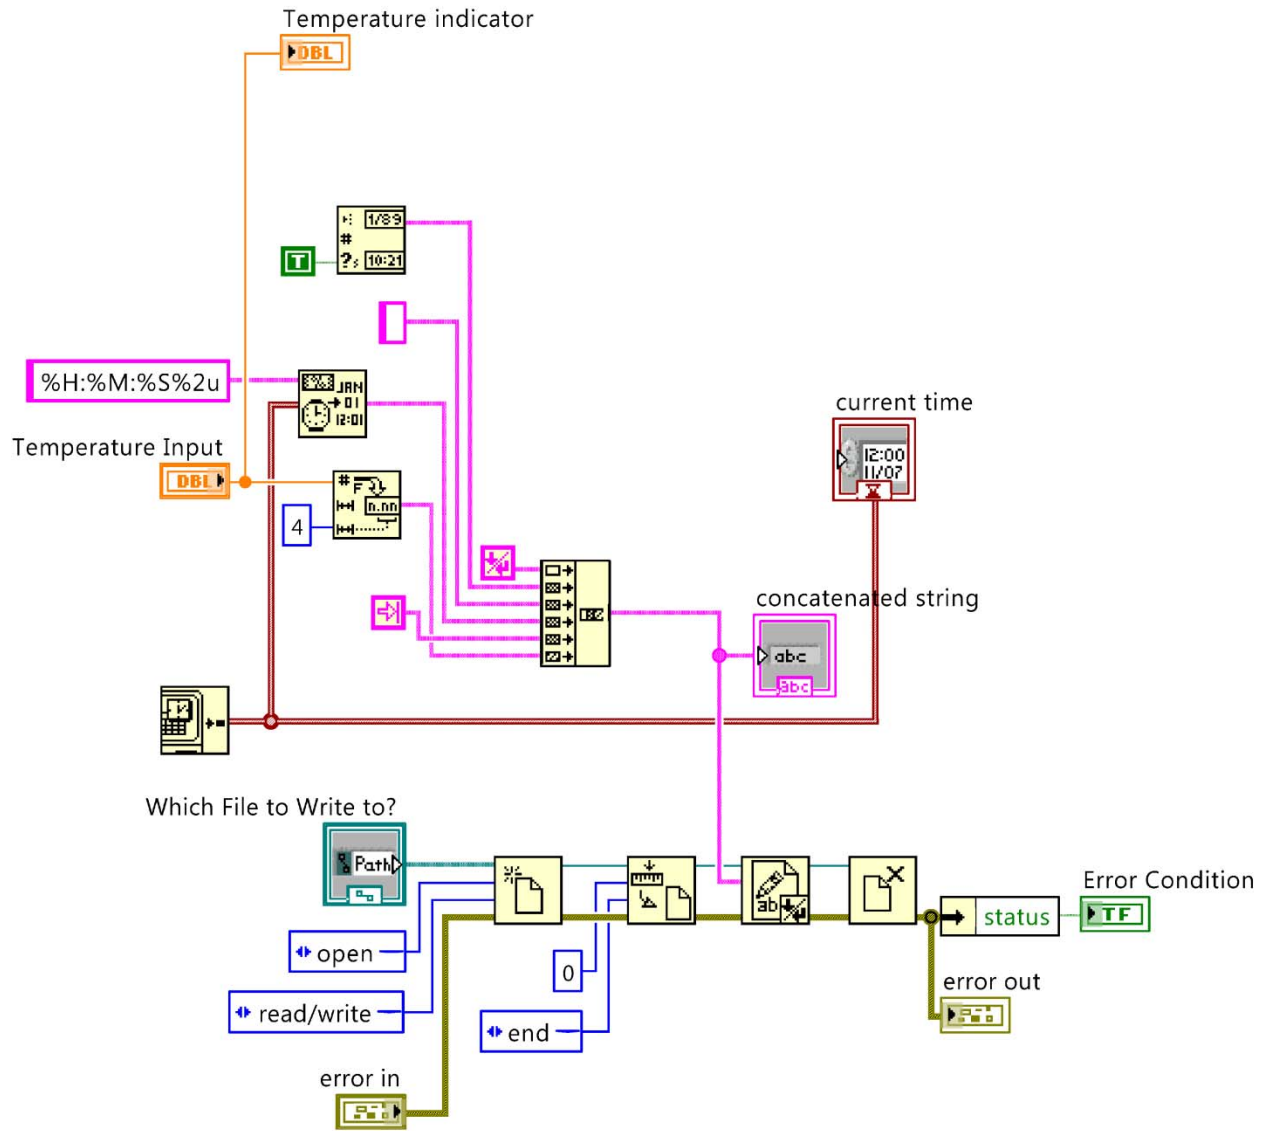 Temperature indicator
DBL
1/89
#
?
10:21
T
%H:%M:%S%2u
JAN
01
12:01
current time
12:00
11/07
Temperature Input
DBL
#
F
n.nn
4
concatenated string
abc
abc
Which File to Write to?
Path
ab
Error Condition
status
TF
open
0
error out
read/write
end
error in